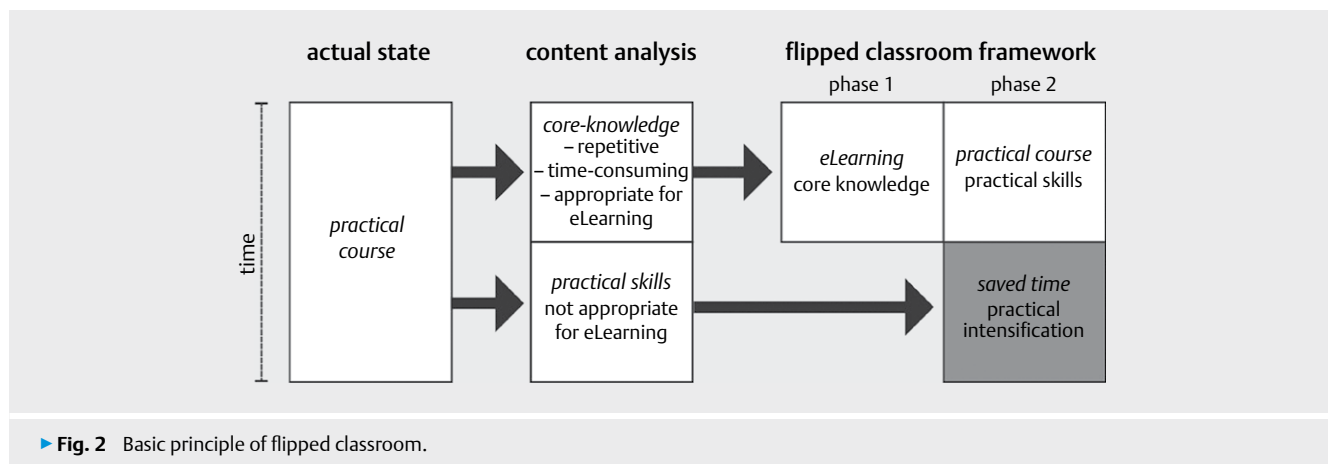 actual state
content analysis
flipped classroom framework
phase 1
phase 2
time
practical
course
core-knowledge
– repetitive
– time-consuming
– appropriate for
eLearning
practical skills
not appropriate
for eLearning
eLearning
core knowledge
practical course
practical skills
saved time
practical
intensification
▶ Fig. 2 Basic principle of flipped classroom.